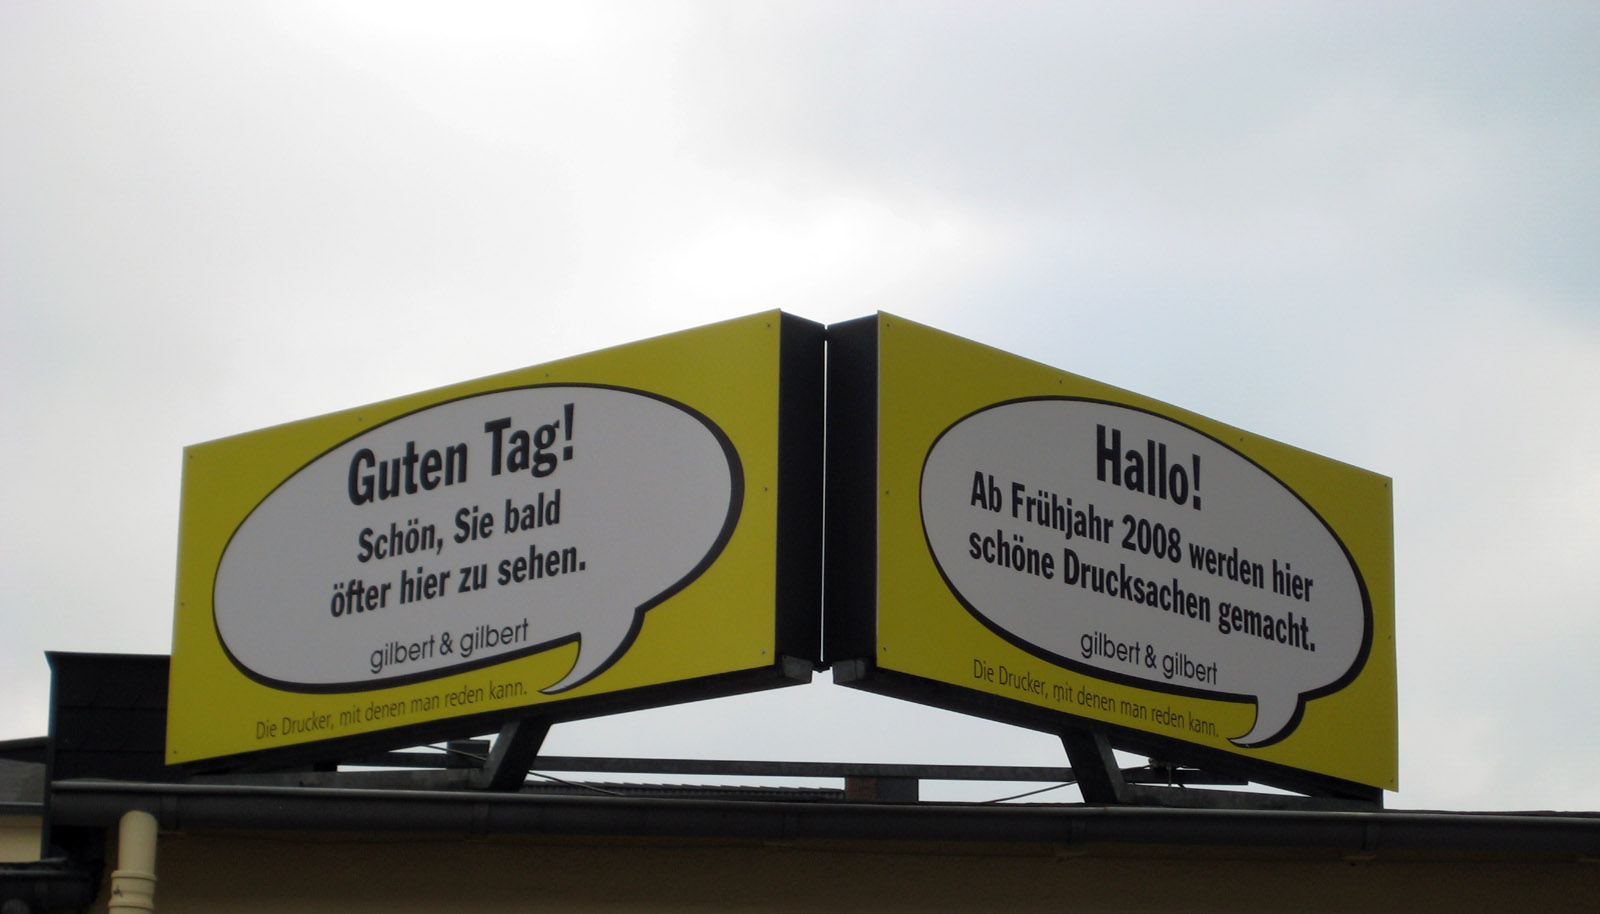 Guten Tag!
Schön, Sie bald
öfter hier zu sehen.
gilbert & gilbert
Die Drucker, mit denen man reden kann.
Hallo!
Ab Frühjahr 2008 werden hier
schöne Drucksachen gemacht.
gilbert & gilbert
Die Drucker, mit denen man reden kann.